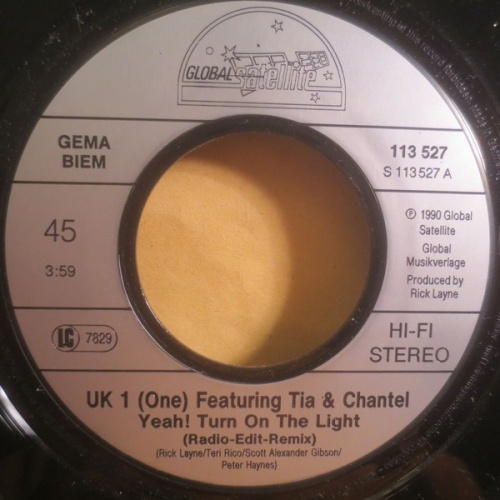 GLOBAL
satellite
GEMA
BIEM
113 527
S 113 527 A
45
3:59
℗ 1990 Global
Satellite
Global
Musikverlage
Produced by
Rick Layne
LC 7829
HI-FI
STEREO
UK 1 (One) Featuring Tia & Chantel
Yeah! Turn On The Light
(Radio-Edit-Remix)
(Rick Layne/Teri Rico/Scott Alexander Gibson/
Peter Haynes)